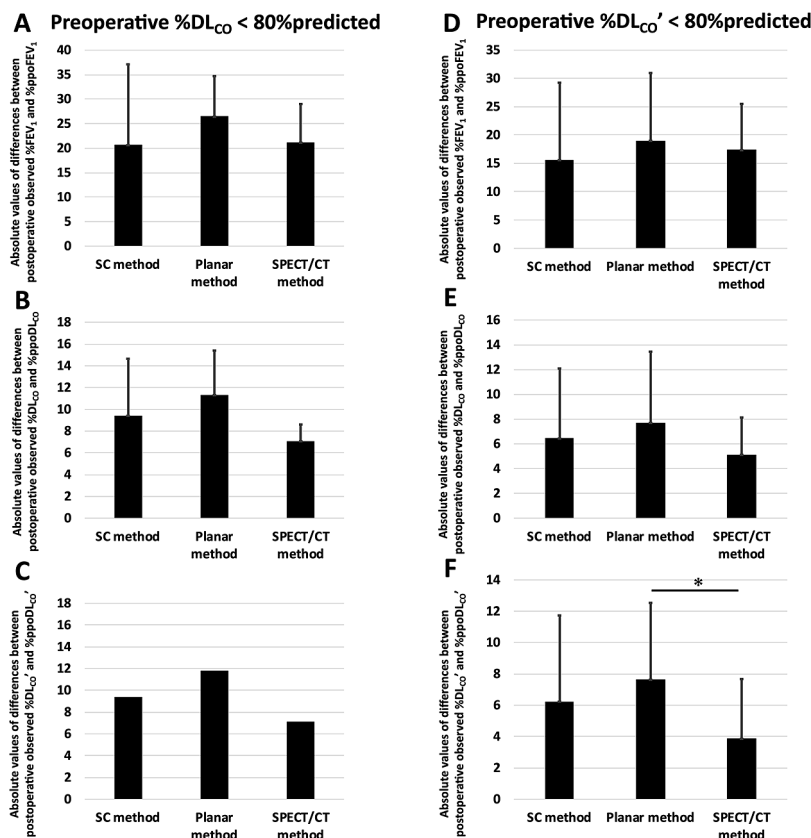 A Preoperative %DLCO < 80%predicted
Absolute values of differences between
postoperative observed %FEV1 and %ppoFEV1
40
35
30
25
20
15
10
5
0
SC method
Planar
method
SPECT/CT
method
B
Absolute values of differences between
postoperative observed %DLCO and %ppoDLCO
18
16
14
12
10
8
6
4
2
0
SC method
Planar
method
SPECT/CT
method
C
Absolute values of differences between
postoperative observed %DLCO′ and %ppoDLCO′
18
16
14
12
10
8
6
4
2
0
SC method
Planar
method
SPECT/CT
method
D Preoperative %DLCO′ < 80%predicted
Absolute values of differences between
postoperative observed %FEV1 and %ppoFEV1
35
30
25
20
15
10
5
0
SC method
Planar method
SPECT/CT
method
E
Absolute values of differences between
postoperative observed %DLCO and %ppoDLCO
16
14
12
10
8
6
4
2
0
SC method
Planar method
SPECT/CT
method
F
Absolute values of differences between
postoperative observed %DLCO′ and %ppoDLCO′
14
12
10
8
6
4
2
0
*
SC method
Planar method
SPECT/CT
method